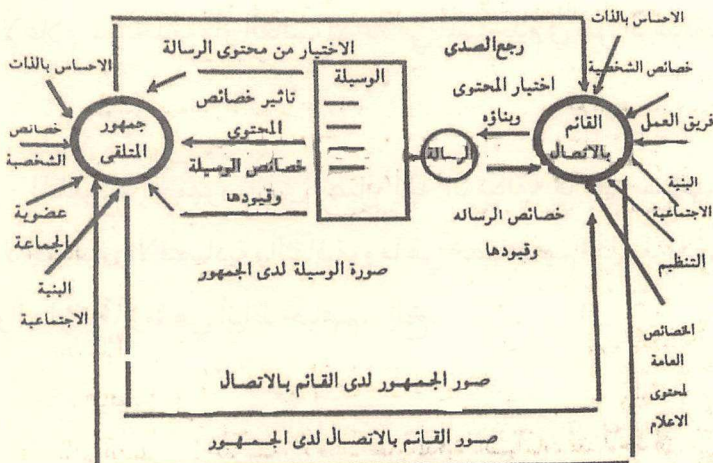 الاحساس بالذات
خصائص الشخصية
فريق العمل
البنية
الاجتماعية
التنظيم
الخصائص
العامة
لمحتوى
الاعلام
القائم
بالاتصال
رجع الصدى
اختيار المحتوى
وبناؤه
الرسالة
خصائص الرساله
وقيودها
الوسيلة
الاختيار من محتوى الرسالة
تاثير خصائص
المحتوى
خصائص الوسيلة
وقيودها
صورة الوسيلة لدى الجمهور
جمهور
المتلقى
الاحساس بالذات
خصائص
الشخصية
عضوية
الجماعة
البنية
الاجتماعية
صور الجمهور لدى القائم بالاتصال
صور القائم بالاتصال لدى الجمهور